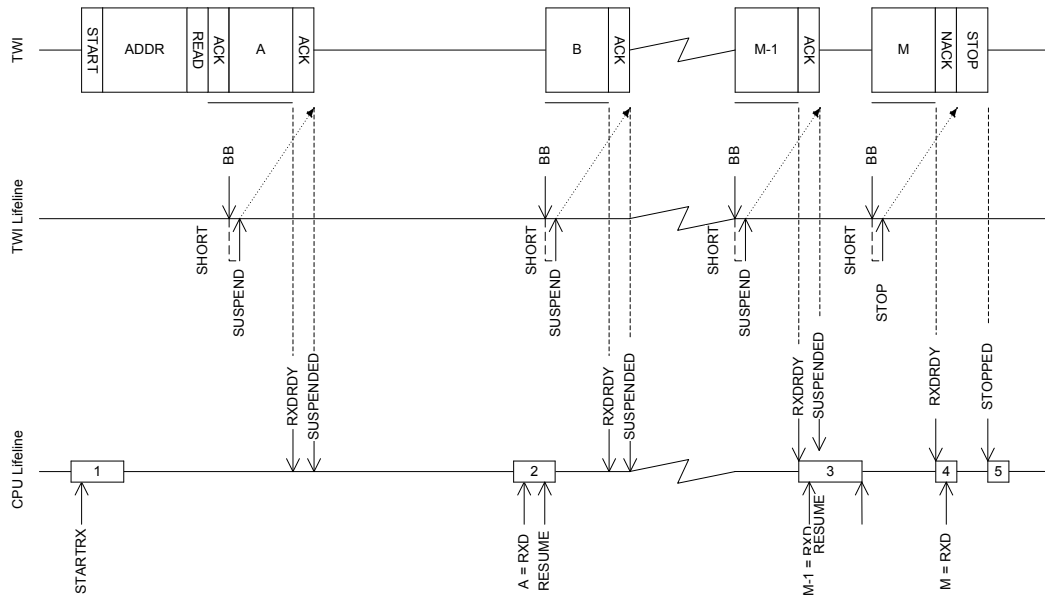 TWI
START
ADDR
READ
ACK
A
ACK
B
ACK
M-1
ACK
M
NACK
STOP
TWI Lifeline
BB
SHORT
SUSPEND
BB
SHORT
SUSPEND
BB
SHORT
SUSPEND
BB
SHORT
STOP
RXDRDY
SUSPENDED
RXDRDY
SUSPENDED
RXDRDY
SUSPENDED
RXDRDY
STOPPED
CPU Lifeline
1
2
3
4
5
STARTRX
A = RXD
RESUME
M-1 = RXD
RESUME
M = RXD